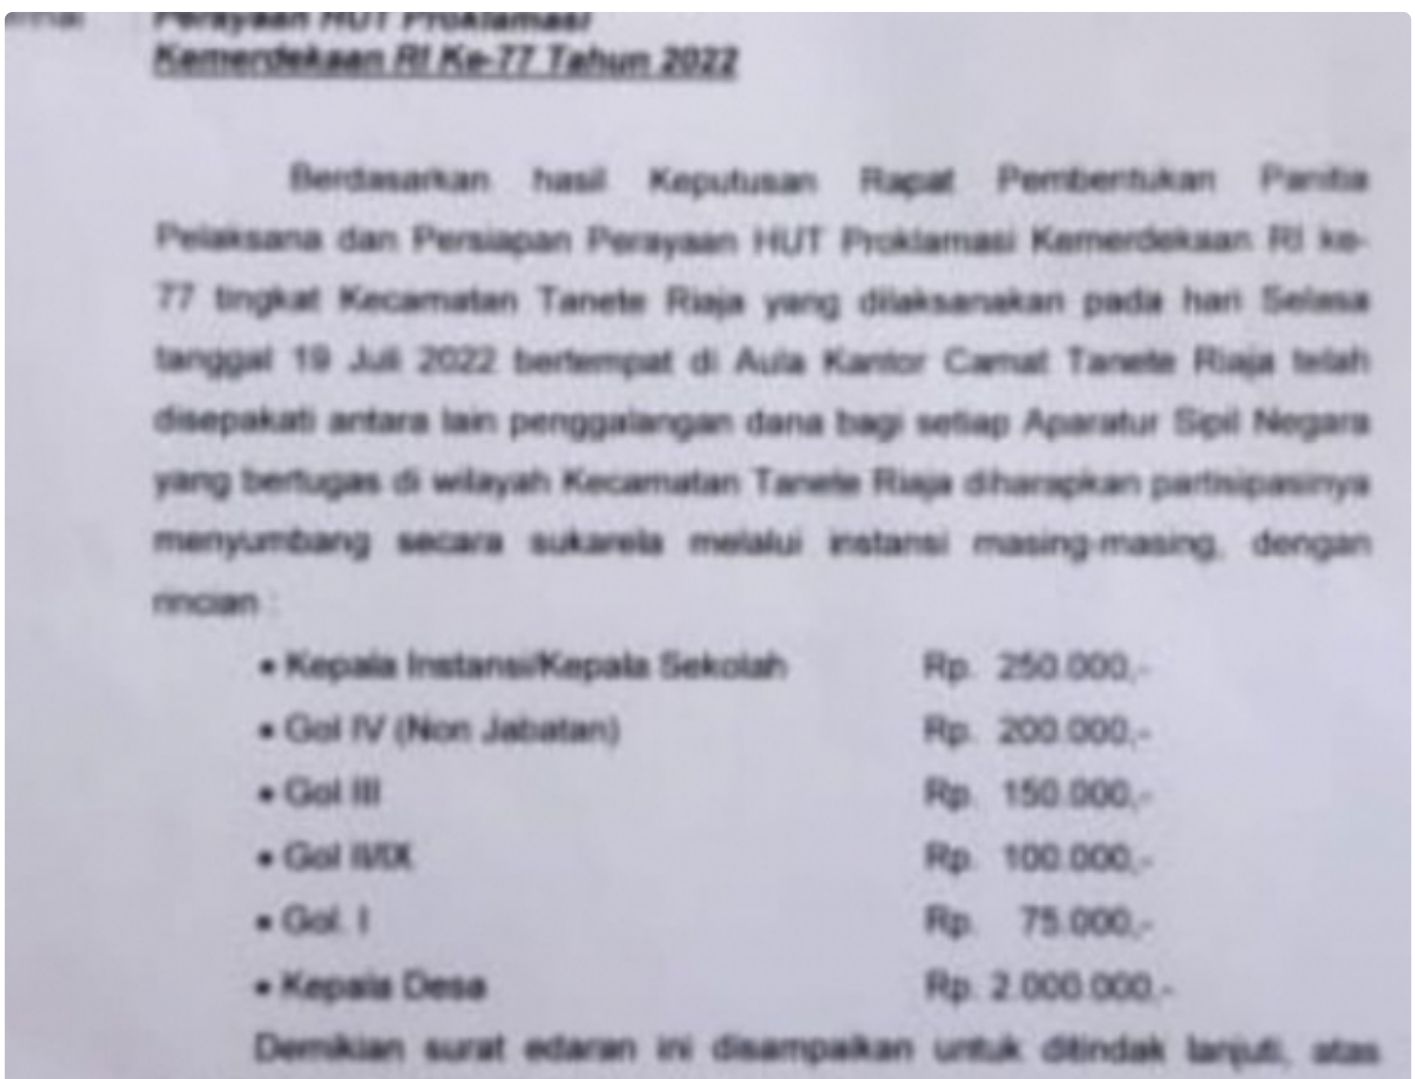 Perayaan HUT Proklamasi
Kemerdekaan RI Ke-77 Tahun 2022
Berdasarkan hasil Keputusan Rapat Pembentukan Panitia
Pelaksana dan Persiapan Perayaan HUT Proklamasi Kemerdekaan RI ke-
77 tingkat Kecamatan Tanete Riaja yang dilaksanakan pada hari Selasa
tanggal 19 Juli 2022 bertempat di Aula Kantor Camat Tanete Riaja telah
disepakati antara lain penggalangan dana bagi setiap Aparatur Sipil Negara
yang bertugas di wilayah Kecamatan Tanete Riaja diharapkan partisipasinya
menyumbang secara sukarela melalui instansi masing-masing, dengan
rincian :
• Kepala Instansi/Kepala Sekolah Rp. 250.000,-
• Gol IV (Non Jabatan) Rp. 200.000,-
• Gol III Rp. 150.000,-
• Gol II/IX Rp. 100.000,-
• Gol. I Rp. 75.000,-
• Kepala Desa Rp. 2.000.000,-
Demikian surat edaran ini disampaikan untuk ditindak lanjuti, atas